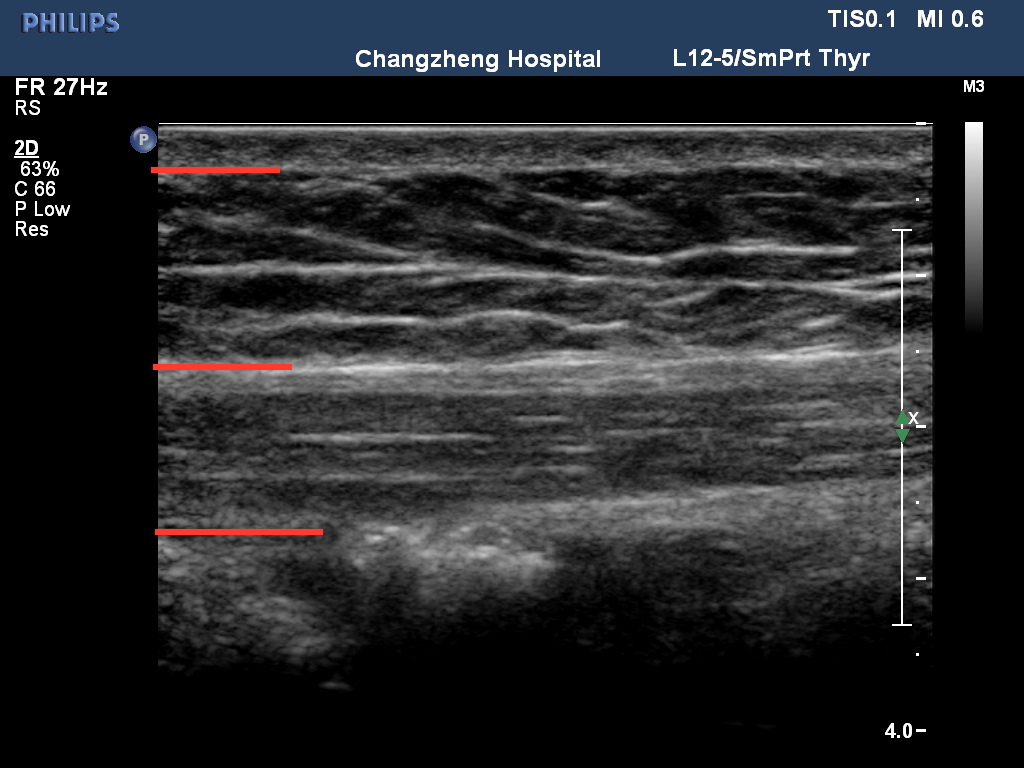 PHILIPS
TIS0.1 MI 0.6
Changzheng Hospital L12-5/SmPrt Thyr
FR 27Hz
RS
M3
P
2D
63%
C 66
P Low
Res
X
4.0